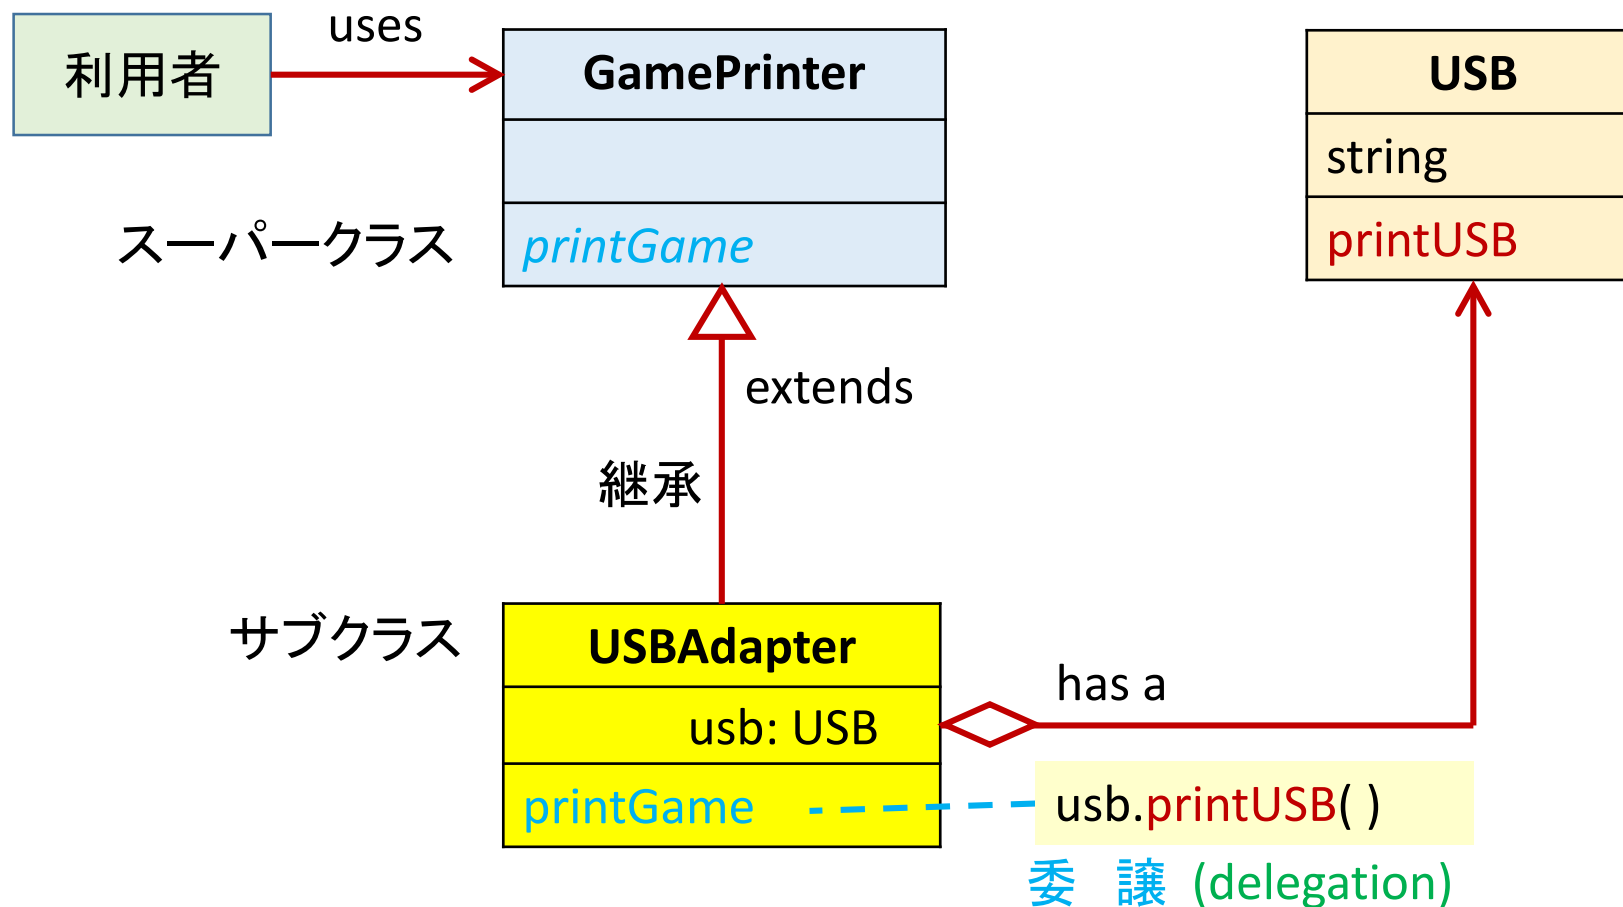 利用者
uses
GamePrinter
USB
string
printUSB
スーパークラス
printGame
extends
継承
サブクラス
USBAdapter
has a
usb: USB
printGame
usb.printUSB( )
委 譲 (delegation)